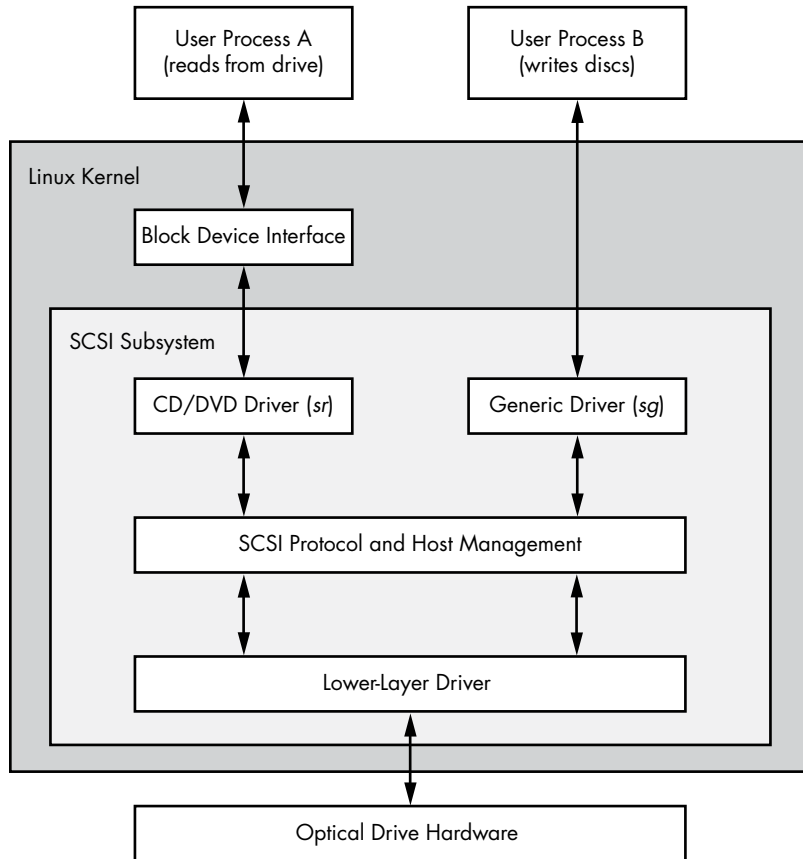 User Process A
(reads from drive)
User Process B
(writes discs)
Linux Kernel
Block Device Interface
SCSI Subsystem
CD/DVD Driver (sr)
Generic Driver (sg)
SCSI Protocol and Host Management
Lower-Layer Driver
Optical Drive Hardware